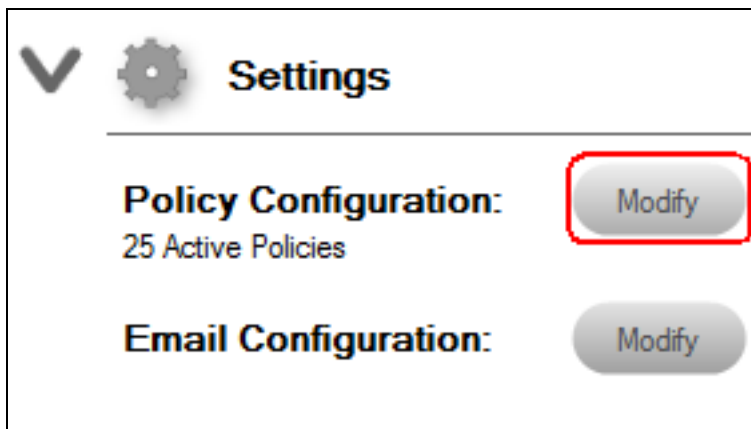 Settings
Policy Configuration:
Modify
25 Active Policies
Email Configuration:
Modify